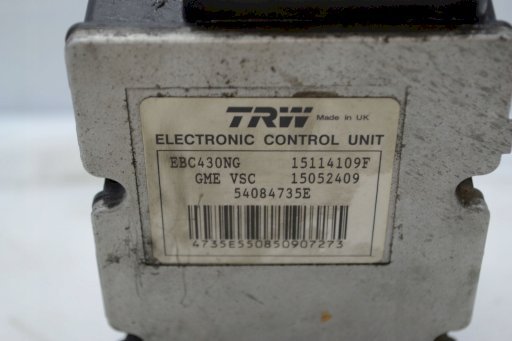 TRW Made in UK
ELECTRONIC CONTROL UNIT
EBC430NG 15114109F
GME VSC 15052409
54084735E
4735E550850907273